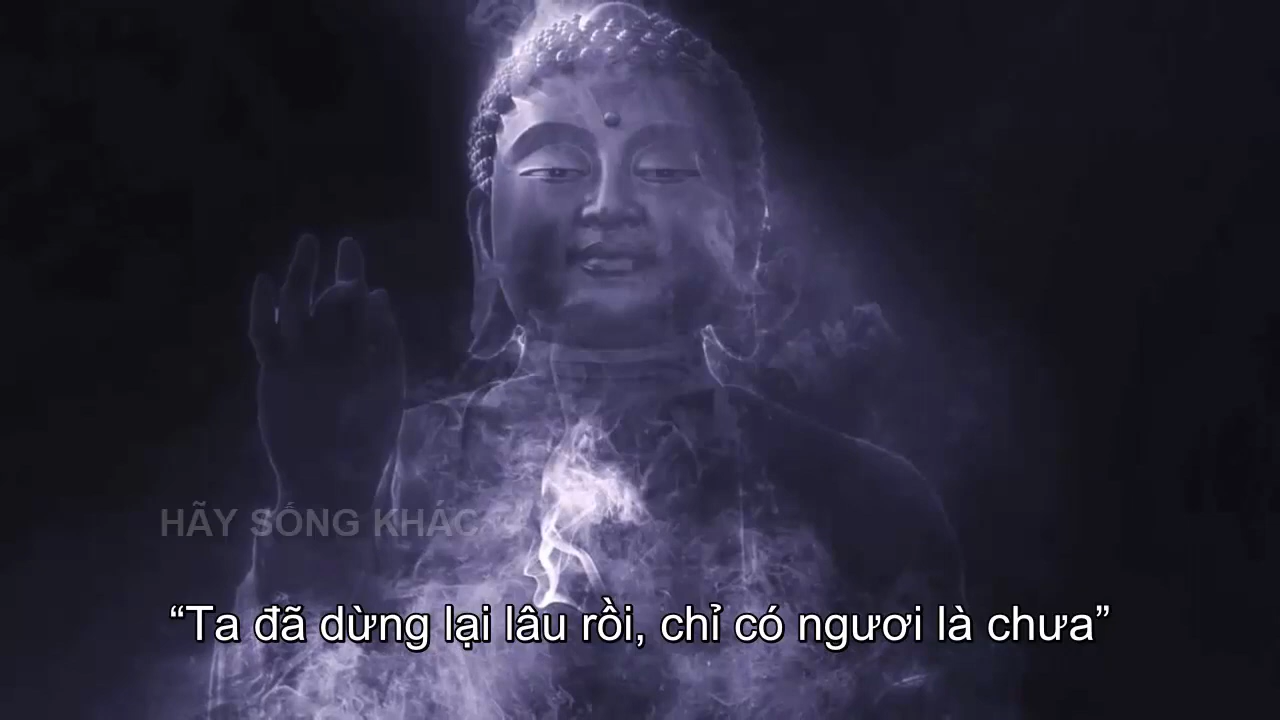 HÃY SỐNG KHÁC
“Ta đã dừng lại lâu rồi, chỉ có ngươi là chưa”